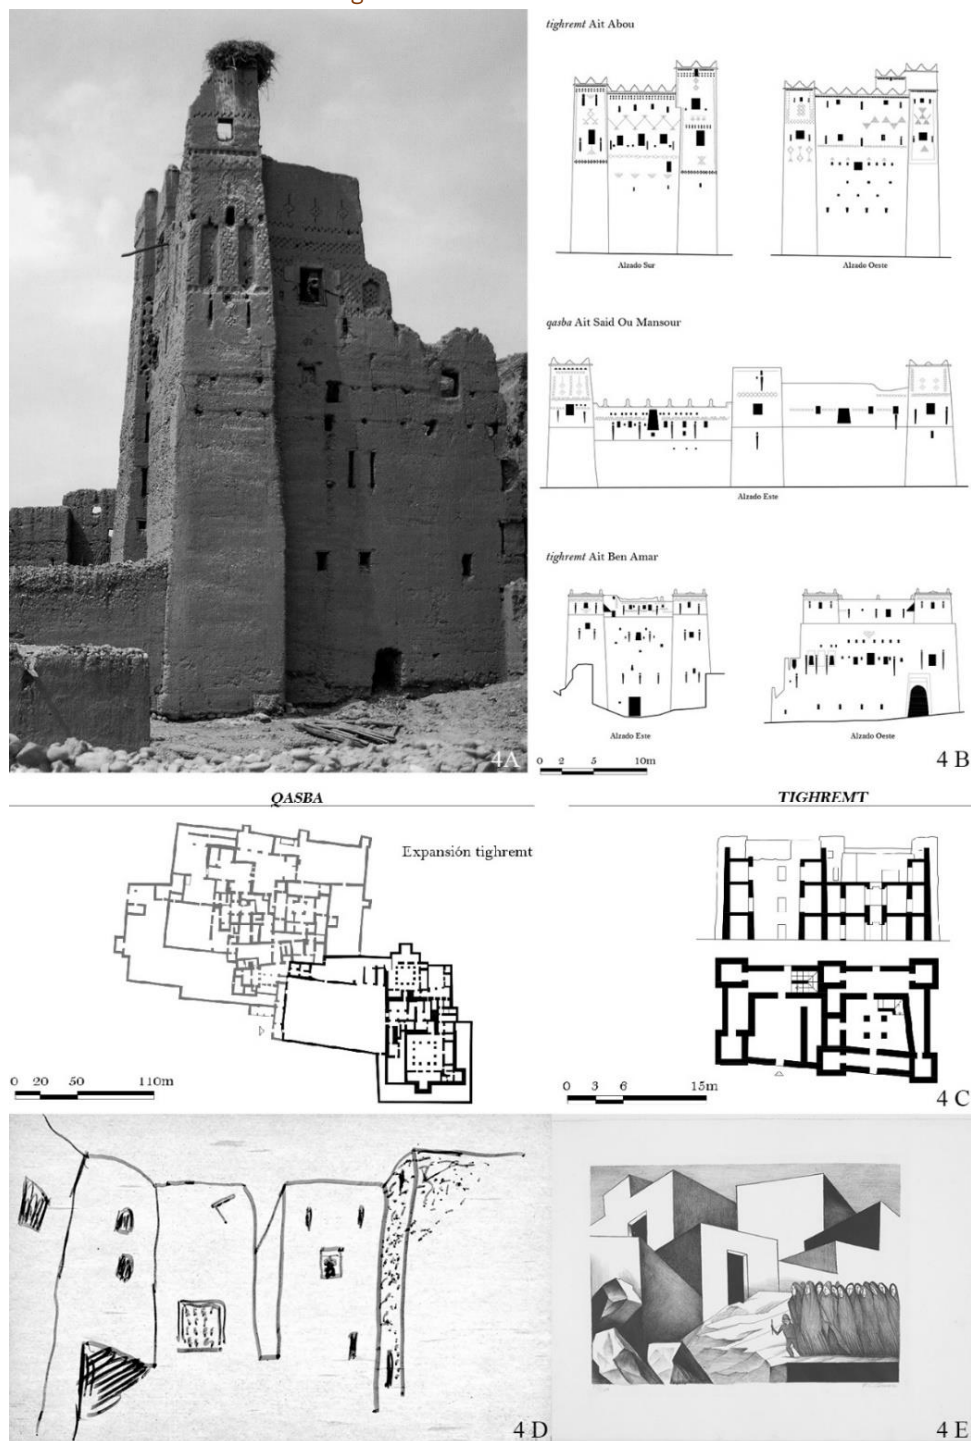 tighremt Ait Abou
Alzado Sur
Alzado Oeste
qasba Ait Said Ou Mansour
Alzado Este
tighremt Ait Ben Amar
Alzado Este
Alzado Oeste
0 2 5 10m
4A
4 B
QASBA
TIGHREMT
Expansión tighremt
0 20 50 110m
0 3 6 15m
4 C
4 D
4 E